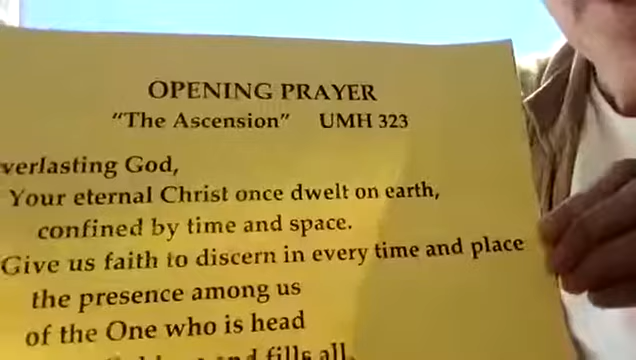 OPENING PRAYER
"The Ascension" UMH 323
verlasting God,
Your eternal Christ once dwelt on earth,
confined by time and space.
Give us faith to discern in every time and place
the presence among us
of the One who is head
and fills all.